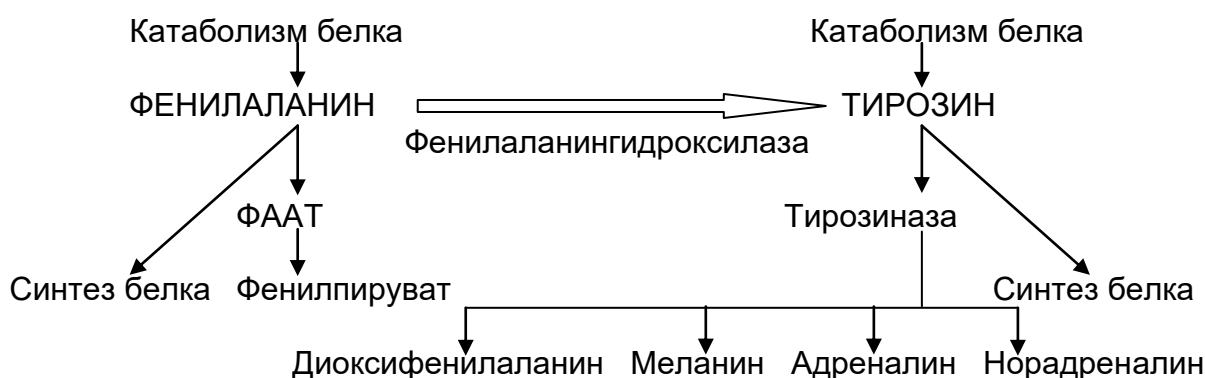 Катаболизм белка Катаболизм белка
ФЕНИЛАЛАНИН ТИРОЗИН
Фенилаланингидроксилаза
ФААТ Тирозиназа
Синтез белка Фенилпируват Синтез белка
Диоксифенилаланин Меланин Адреналин Норадреналин